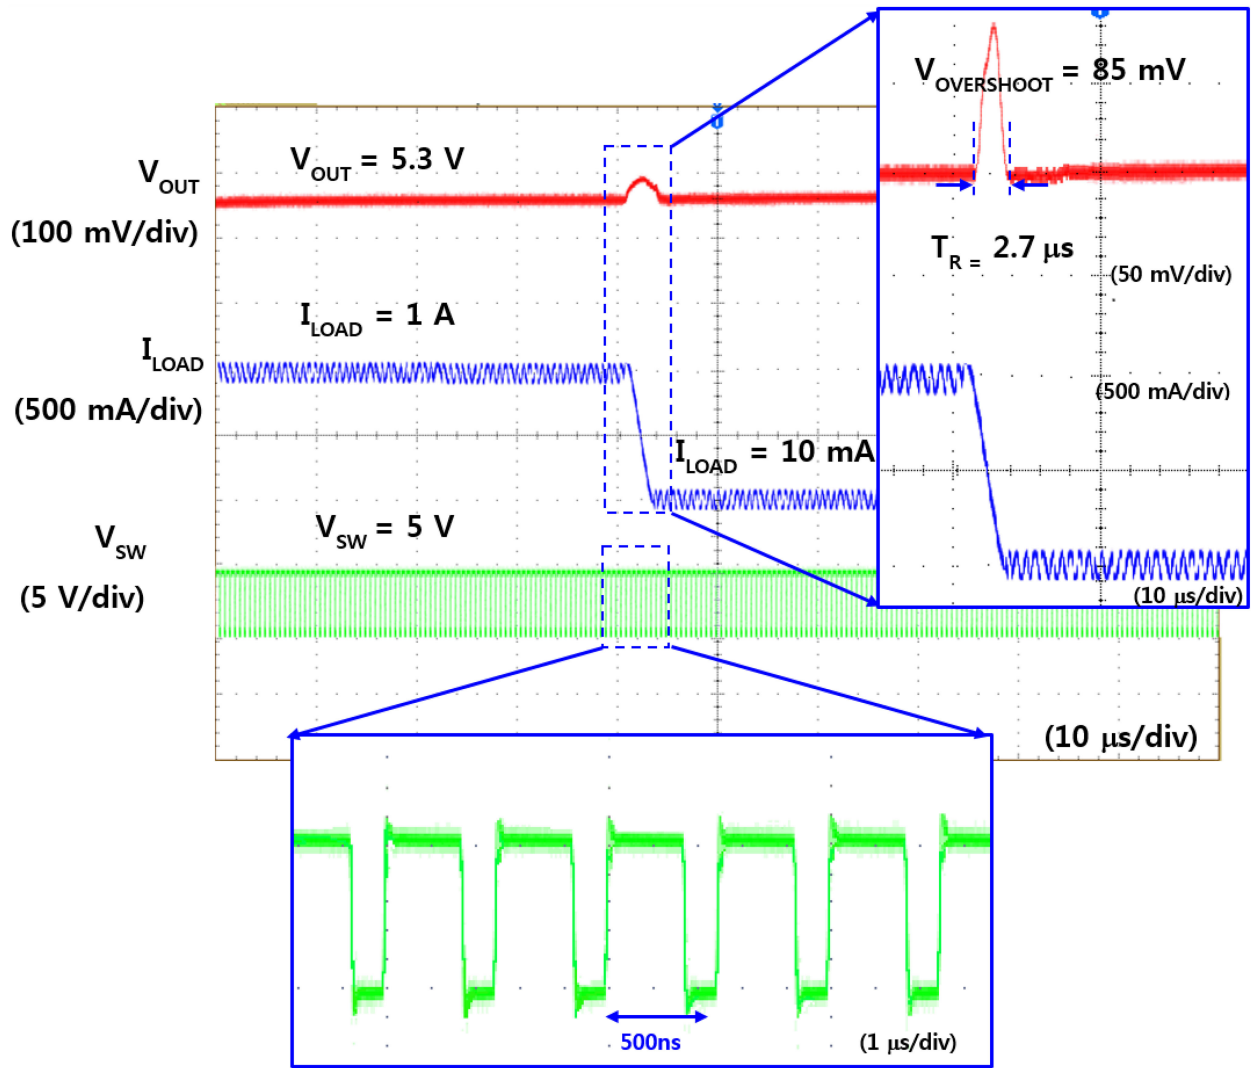 V_OVERSHOOT = 85 mV
V_OUT
V_OUT = 5.3 V
(100 mV/div)
T_R = 2.7 μs
(50 mV/div)
I_LOAD = 1 A
I_LOAD
(500 mA/div)
(500 mA/div)
I_LOAD = 10 mA
V_SW
V_SW = 5 V
(5 V/div)
(10 μs/div)
(10 μs/div)
500ns
(1 μs/div)